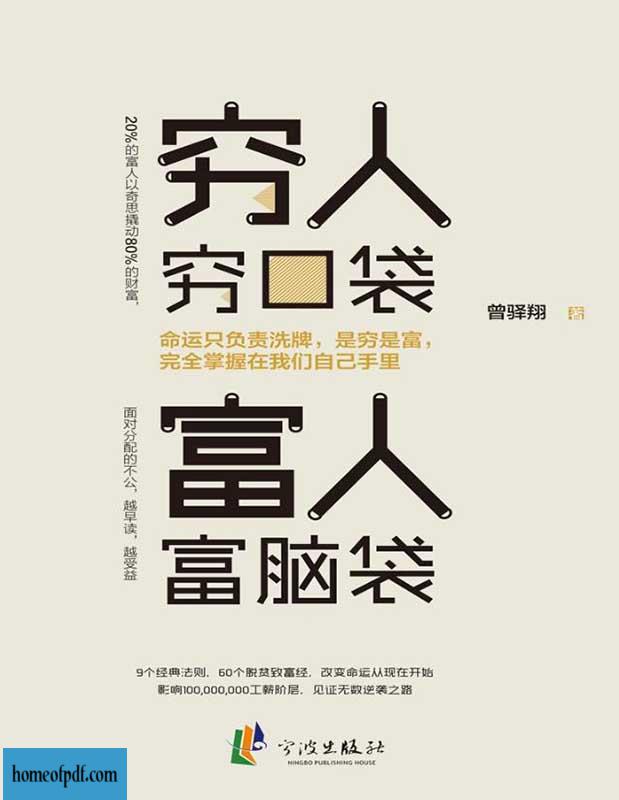 20%的富人以奇思撬动80%的财富，
穷人
穷口袋
曾驿翔 著
命运只负责洗牌，是穷是富，
完全掌握在我们自己手里
面对分配的不公，越早读，越受益
富人
富脑袋
9个经典法则，60个脱贫致富经，改变命运从现在开始
影响100,000,000工薪阶层，见证无数逆袭之路
宁波出版社
NINGBO PUBLISHING HOUSE
homeofpdf.com